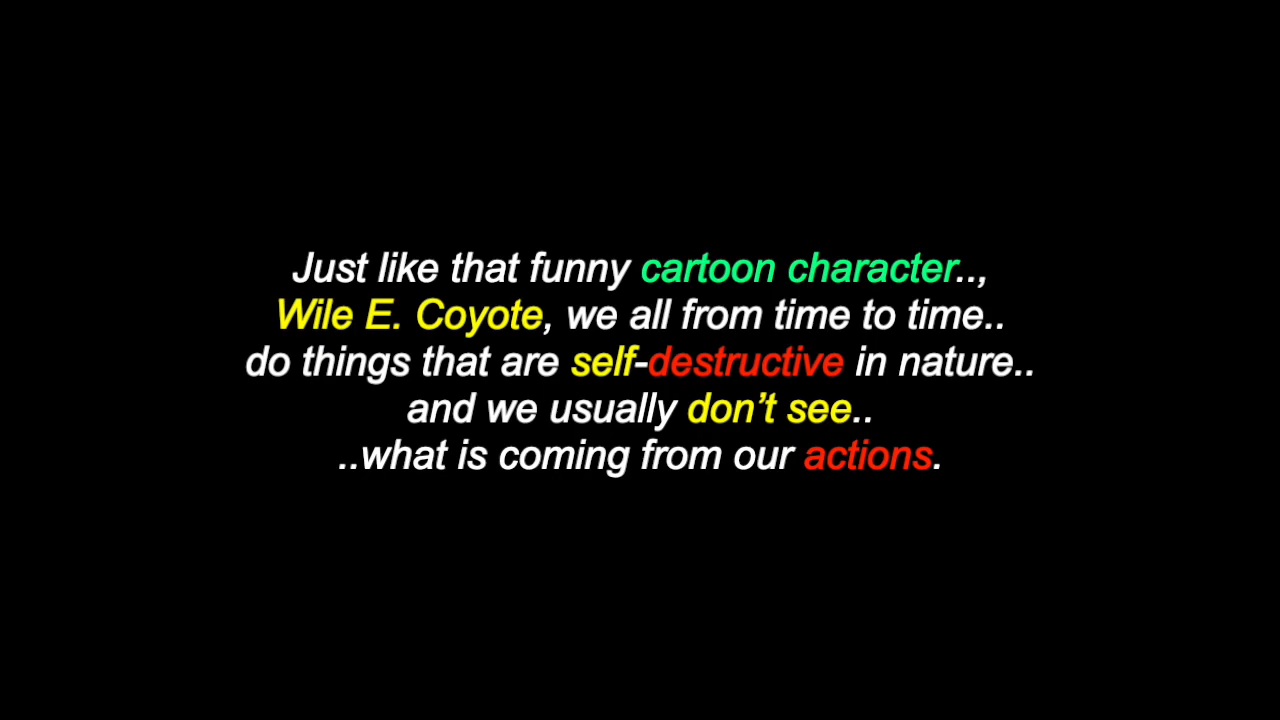 Just like that funny cartoon character..,
Wile E. Coyote, we all from time to time..
do things that are self-destructive in nature..
and we usually don’t see..
..what is coming from our actions.